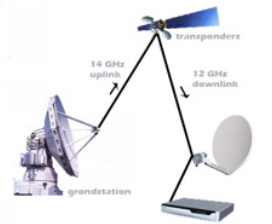 transponders
14 GHz
uplink
12 GHz
downlink
grondstation